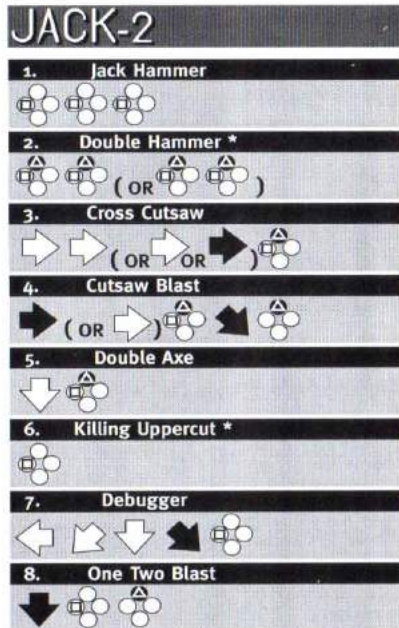 JACK-2
1. Jack Hammer
2. Double Hammer *
( OR )
3. Cross Cutsaw
( OR OR )
4. Cutsaw Blast
( OR )
5. Double Axe
6. Killing Uppercut *
7. Debugger
8. One Two Blast